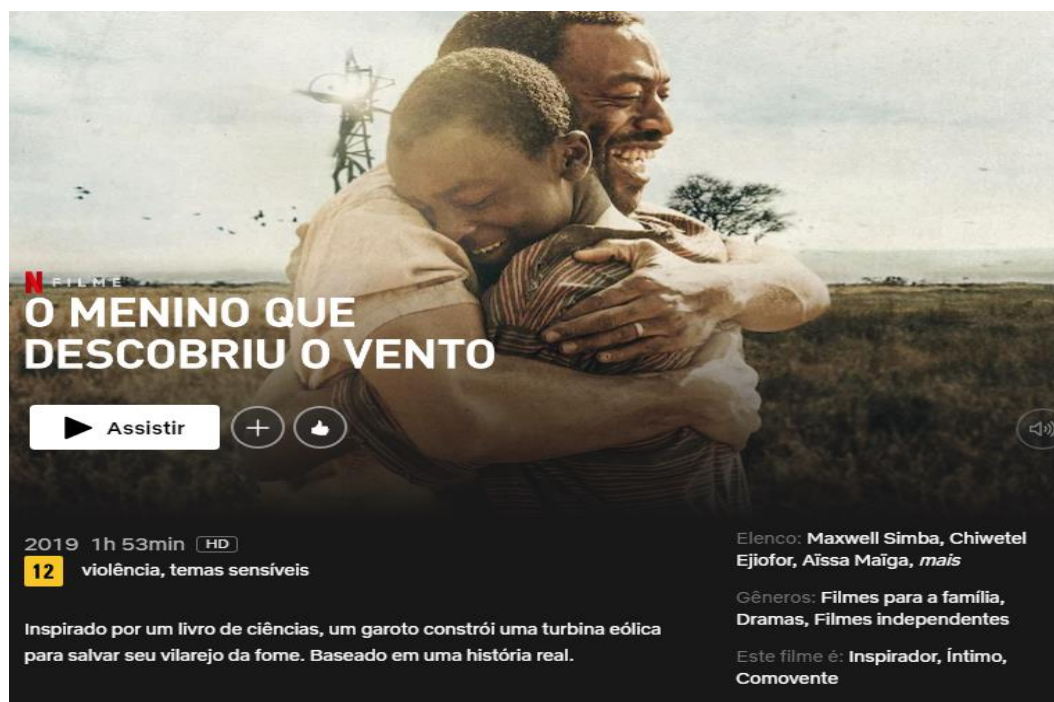 N FILME
O MENINO QUE
DESCOBRIU O VENTO
Assistir
2019 1h 53min HD
12 violência, temas sensíveis
Inspirado por um livro de ciências, um garoto constrói uma turbina eólica
para salvar seu vilarejo da fome. Baseado em uma história real.
Elenco: Maxwell Simba, Chiwetel
Ejiofor, Aïssa Maïga, mais
Gêneros: Filmes para a família,
Dramas, Filmes independentes
Este filme é: Inspirador, Íntimo,
Comovente